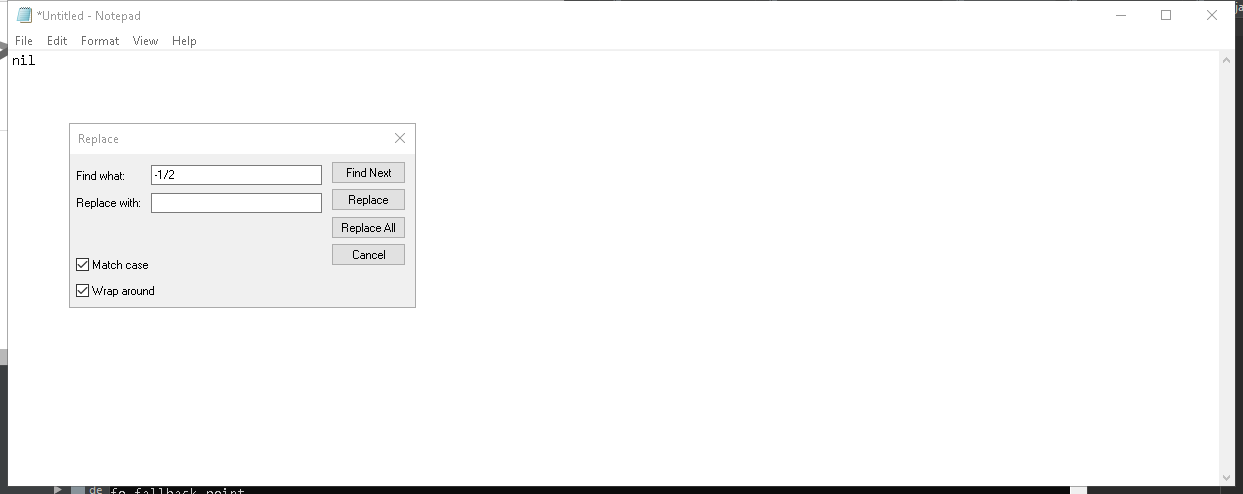 *Untitled - Notepad
File Edit Format View Help
nil
Replace
Find what: -1/2 Find Next
Replace with: Replace
Replace All
Cancel
Match case
Wrap around
de fo fallback point